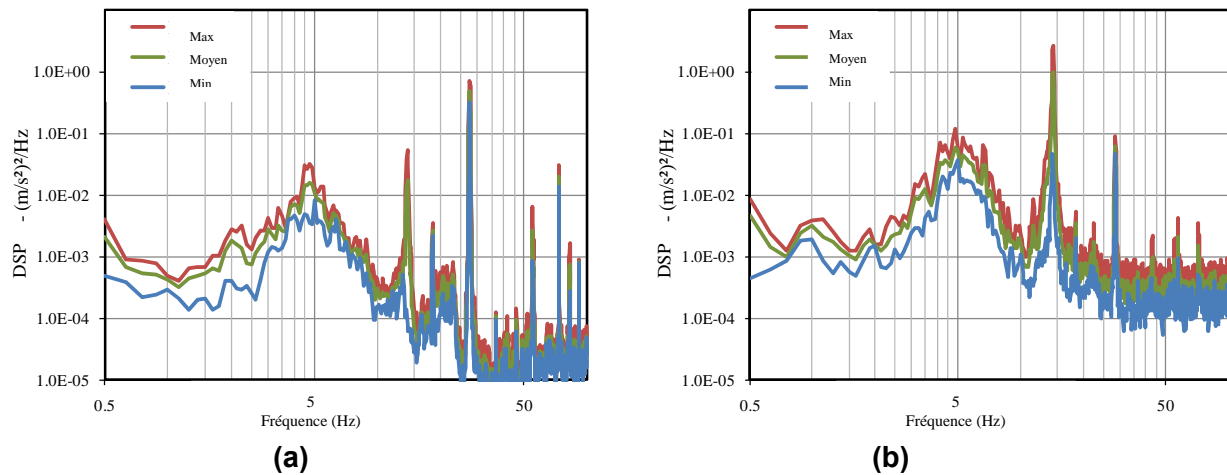 Max
Moyen
Min
1.0E+00
1.0E-01
1.0E-02
1.0E-03
1.0E-04
1.0E-05
DSP - (m/s²)²/Hz
0.5 5 50
Fréquence (Hz)
(a)
Max
Moyen
Min
1.0E+00
1.0E-01
1.0E-02
1.0E-03
1.0E-04
1.0E-05
DSP - (m/s²)²/Hz
0.5 5 50
Fréquence (Hz)
(b)